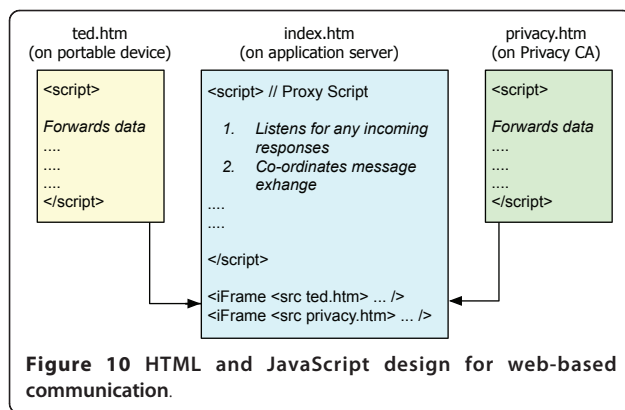 ted.htm
(on portable device)
<script>
Forwards data
....
....
....
</script>
index.htm
(on application server)
<script> // Proxy Script
1. Listens for any incoming
responses
2. Co-ordinates message
exhange
....
....
</script>
<iFrame <src ted.htm> ... />
<iFrame <src privacy.htm> ... />
privacy.htm
(on Privacy CA)
<script>
Forwards data
....
....
....
</script>
Figure 10 HTML and JavaScript design for web-based
communication.